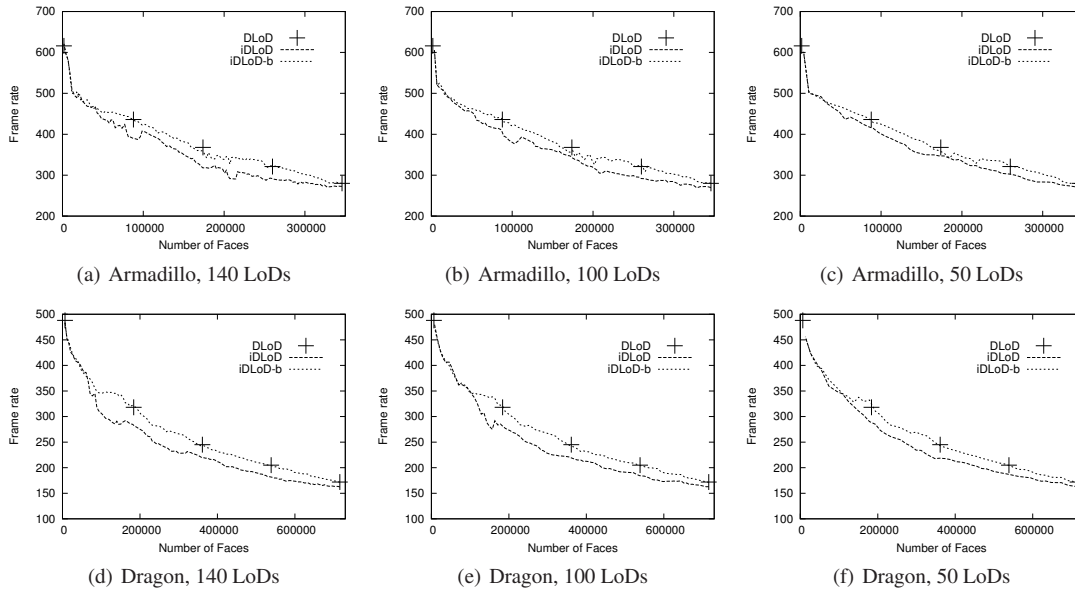 700
600
500
400
300
200
Frame rate
0 100000 200000 300000
Number of Faces
DLoD
iDLoD
iDLoD-b
(a) Armadillo, 140 LoDs
700
600
500
400
300
200
Frame rate
0 100000 200000 300000
Number of Faces
DLoD
iDLoD
iDLoD-b
(b) Armadillo, 100 LoDs
700
600
500
400
300
200
Frame rate
0 100000 200000 300000
Number of Faces
DLoD
iDLoD
iDLoD-b
(c) Armadillo, 50 LoDs
500
450
400
350
300
250
200
150
100
Frame rate
0 200000 400000 600000
Number of Faces
DLoD
iDLoD
iDLoD-b
(d) Dragon, 140 LoDs
500
450
400
350
300
250
200
150
100
Frame rate
0 200000 400000 600000
Number of Faces
DLoD
iDLoD
iDLoD-b
(e) Dragon, 100 LoDs
500
450
400
350
300
250
200
150
100
Frame rate
0 200000 400000 600000
Number of Faces
DLoD
iDLoD
iDLoD-b
(f) Dragon, 50 LoDs